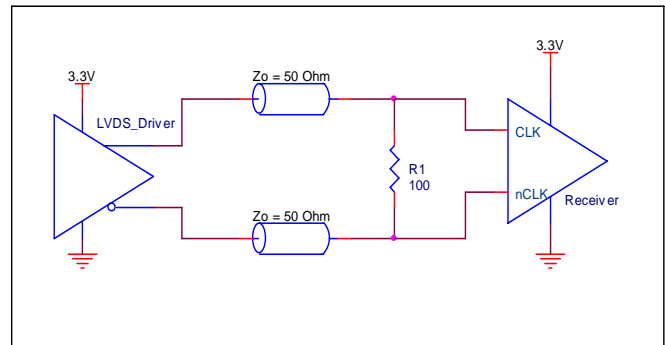 3.3V
LVDS_Driver
Zo = 50 Ohm
Zo = 50 Ohm
R1
100
3.3V
CLK
nCLK
Receiver